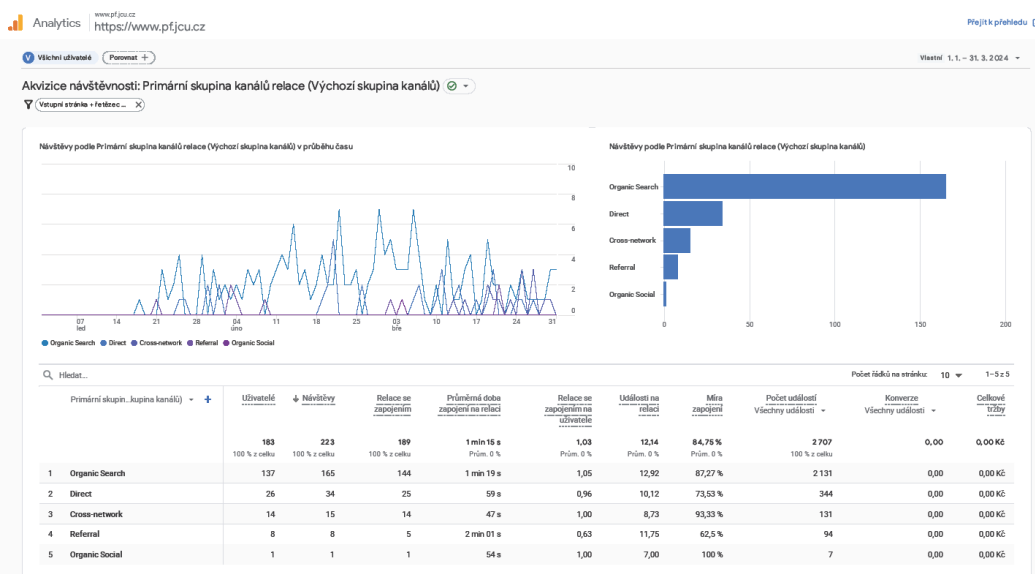 Analytics
www.pf.jcu.cz
https://www.pf.jcu.cz
Přejít k přehledu
V Všichni uživatelé
Porovnat +
Vlastní 1. 1. – 31. 3. 2024
Akvizice návštěvnosti: Primární skupina kanálů relace (Výchozí skupina kanálů)
Vstupní stránka + řetězec ... X
Návštěvy podle Primární skupina kanálů relace (Výchozí skupina kanálů) v průběhu času
10
8
6
4
2
0
07 led
14
21
28
04 úno
11
18
25
03 bře
10
17
24
31
Organic Search Direct Cross-network Referral Organic Social
Návštěvy podle Primární skupina kanálů relace (Výchozí skupina kanálů)
Organic Search
Direct
Cross-network
Referral
Organic Social
0 50 100 150 200
Hledat...
Počet řádků na stránku: 10 1–5 z 5
Primární skupin...kupina kanálů) +
Uživatelé
Návštěvy
Relace se zapojením
Průměrná doba zapojení na relaci
Relace se zapojením na uživatele
Události na relaci
Míra zapojení
Počet událostí
Všechny události
Konverze
Všechny události
Celkové tržby
183 223 189 1 min 15 s 1,03 12,14 84,75 % 2 707 0,00 0,00 Kč
100 % z celku 100 % z celku 100 % z celku Prům. 0 % Prům. 0 % Prům. 0 % Prům. 0 % 100 % z celku
1 Organic Search 137 165 144 1 min 19 s 1,05 12,92 87,27 % 2 131 0,00 0,00 Kč
2 Direct 26 34 25 59 s 0,96 10,12 73,53 % 344 0,00 0,00 Kč
3 Cross-network 14 15 14 47 s 1,00 8,73 93,33 % 131 0,00 0,00 Kč
4 Referral 8 8 5 2 min 01 s 0,63 11,75 62,5 % 94 0,00 0,00 Kč
5 Organic Social 1 1 1 54 s 1,00 7,00 100 % 7 0,00 0,00 Kč